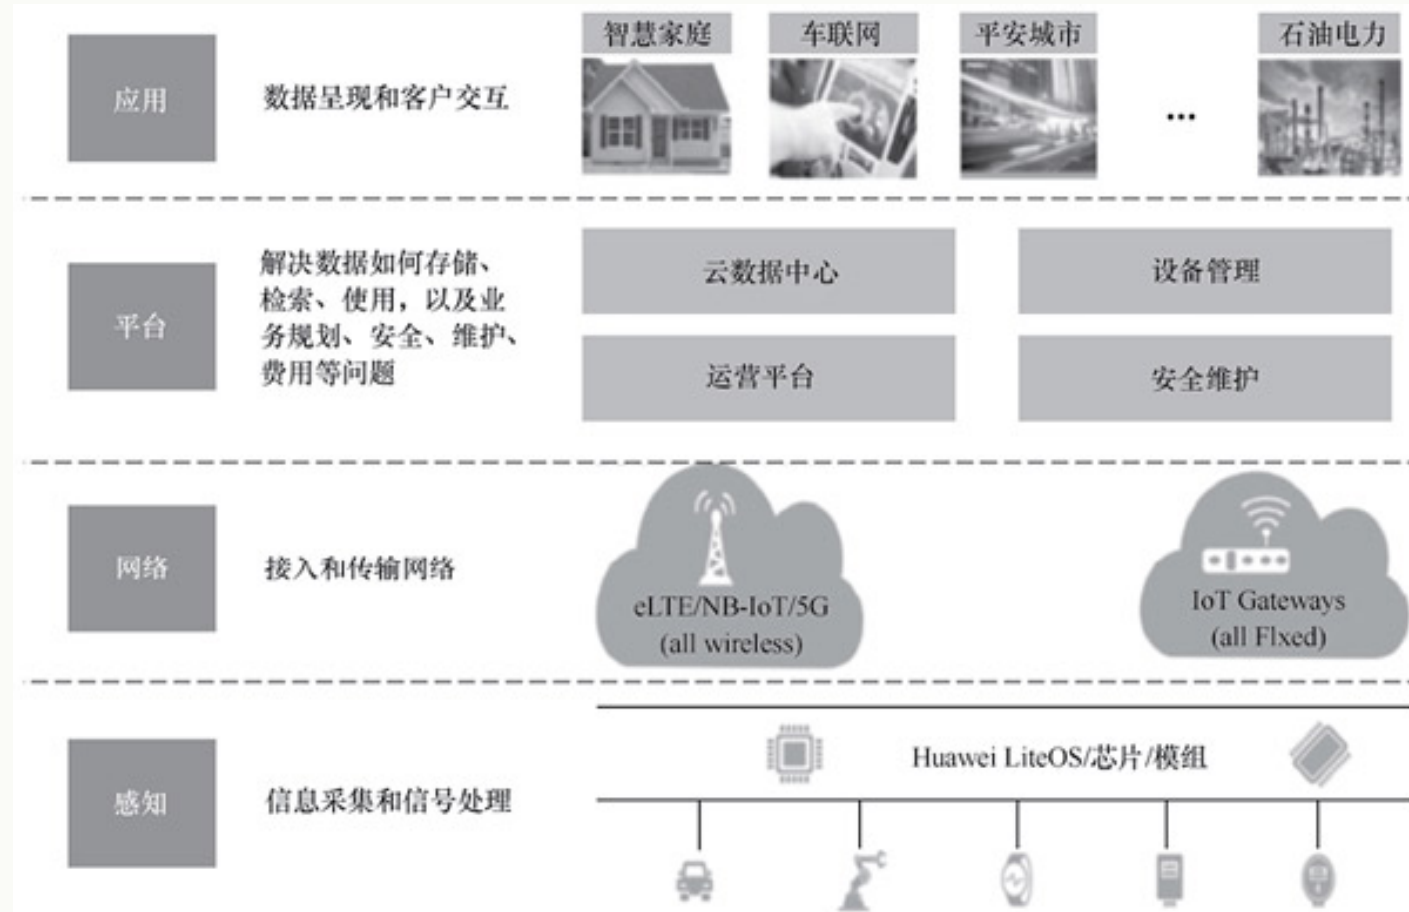 智慧家庭
车联网
平安城市
石油电力
应用
数据呈现和客户交互
...
平台
解决数据如何存储、
检索、使用，以及业
务规划、安全、维护、
费用等问题
云数据中心
设备管理
运营平台
安全维护
网络
接入和传输网络
eLTE/NB-IoT/5G
(all wireless)
IoT Gateways
(all Flxed)
感知
信息采集和信号处理
Huawei LiteOS/芯片/模组